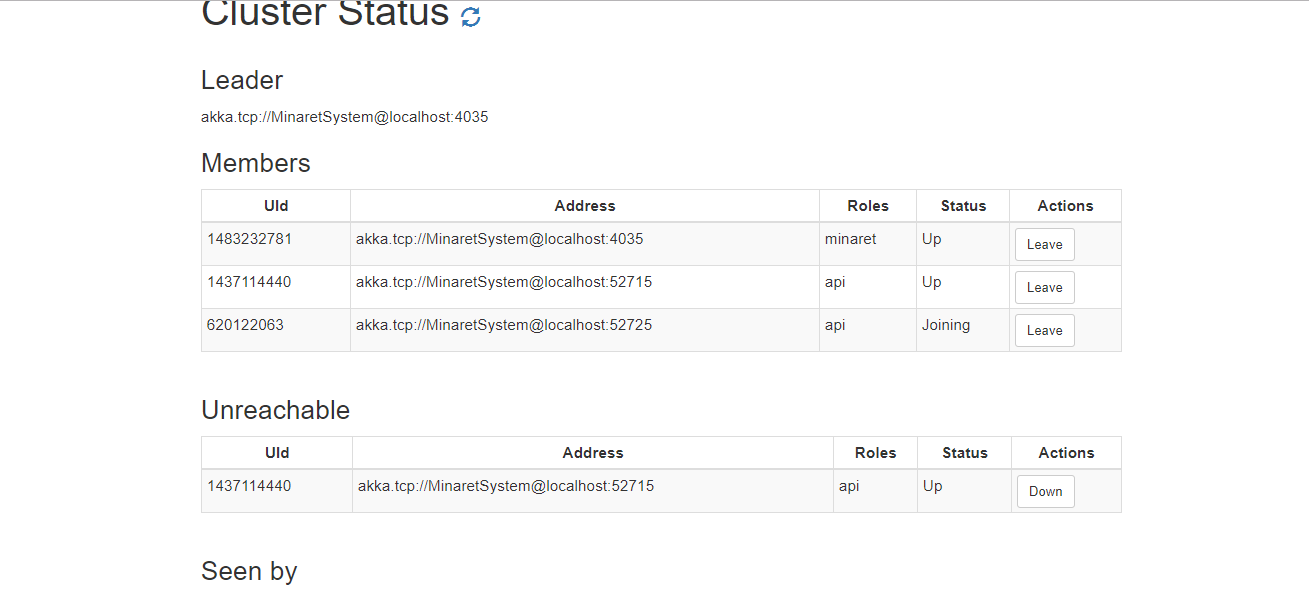 Cluster Status
Leader
akka.tcp://MinaretSystem@localhost:4035
Members
UId Address Roles Status Actions
1483232781 akka.tcp://MinaretSystem@localhost:4035 minaret Up Leave
1437114440 akka.tcp://MinaretSystem@localhost:52715 api Up Leave
620122063 akka.tcp://MinaretSystem@localhost:52725 api Joining Leave
Unreachable
UId Address Roles Status Actions
1437114440 akka.tcp://MinaretSystem@localhost:52715 api Up Down
Seen by